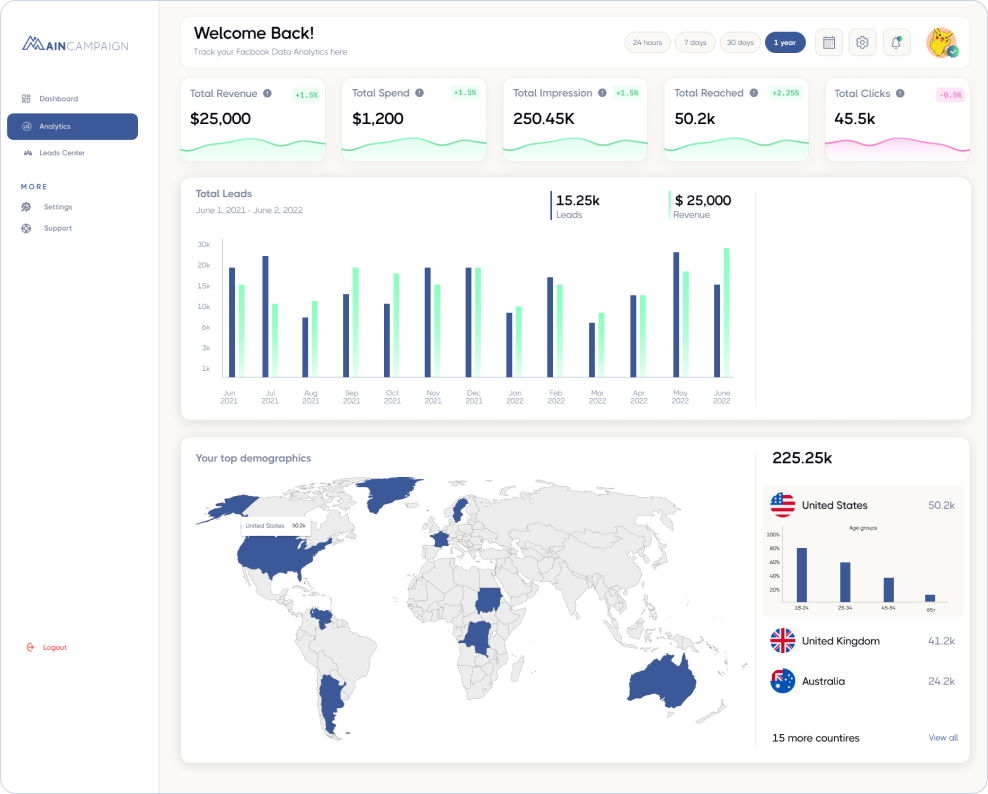 AINCAMPAIGN
Dashboard
Analytics
Leads Center
MORE
Settings
Support
Logout
Welcome Back!
Track your Facbook Data Analytics here
24 hours
7 days
30 days
1 year
Total Revenue
+1.5%
$25,000
Total Spend
+1.5%
$1,200
Total Impression
+1.5%
250.45K
Total Reached
+2.25%
50.2k
Total Clicks
-0.5%
45.5k
Total Leads
June 1, 2021 - June 2, 2022
15.25k
Leads
$ 25,000
Revenue
30k
20k
15k
10k
6k
3k
1k
Jun
2021
Jul
2021
Aug
2021
Sep
2021
Oct
2021
Nov
2021
Dec
2021
Jan
2022
Feb
2022
Mar
2022
Apr
2022
May
2022
June
2022
Your top demographics
United States 50.2k
225.25k
United States 50.2k
Age groups
100%
80%
60%
40%
20%
18-24
25-34
45-54
65+
United Kingdom 41.2k
Australia 24.2k
15 more countires
View all